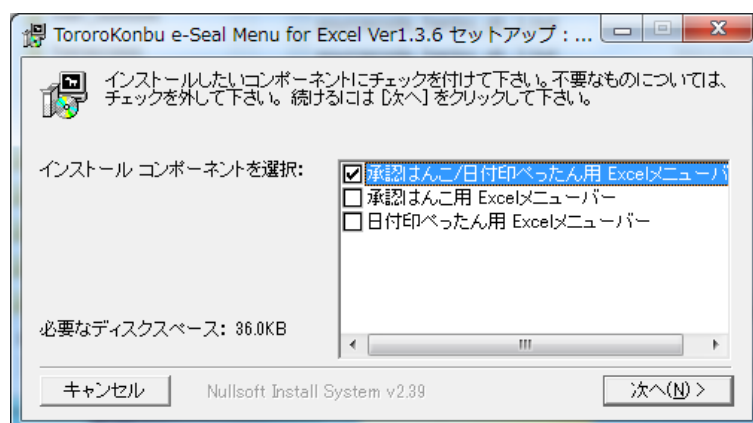 TororoKonbu e-Seal Menu for Excel Ver1.3.6 セットアップ : ...
インストールしたいコンポーネントにチェックを付けて下さい。不要なものについては、
チェックを外して下さい。続けるには [次へ] をクリックして下さい。
インストール コンポーネントを選択:
承認はんこ/日付印ぺったん用 Excelメニューバ
承認はんこ用 Excelメニューバー
日付印ぺったん用 Excelメニューバー
必要なディスクスペース: 36.0KB
キャンセル
Nullsoft Install System v2.39
次へ(N) >